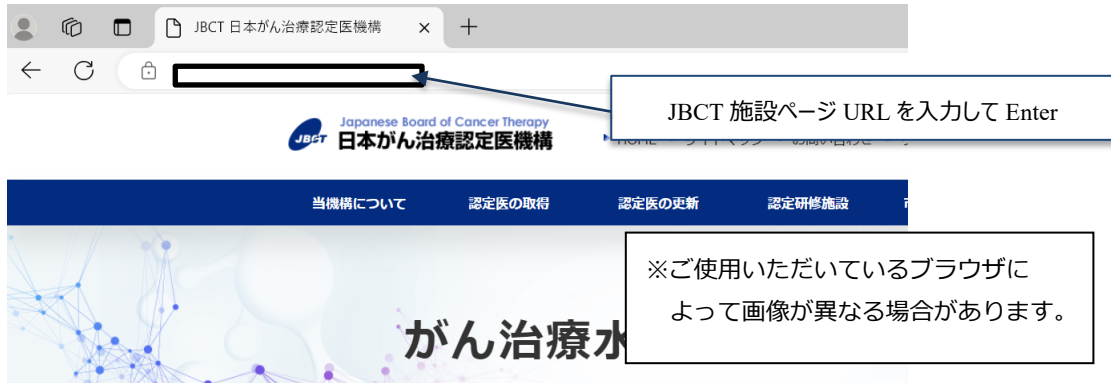 JBCT 日本がん治療認定医機構
JBCT 施設ページ URL を入力して Enter
Japanese Board of Cancer Therapy
JBCT 日本がん治療認定医機構
当機構について 認定医の取得 認定医の更新 認定研修施設
※ご使用いただいているブラウザに
よって画像が異なる場合があります。
がん治療水